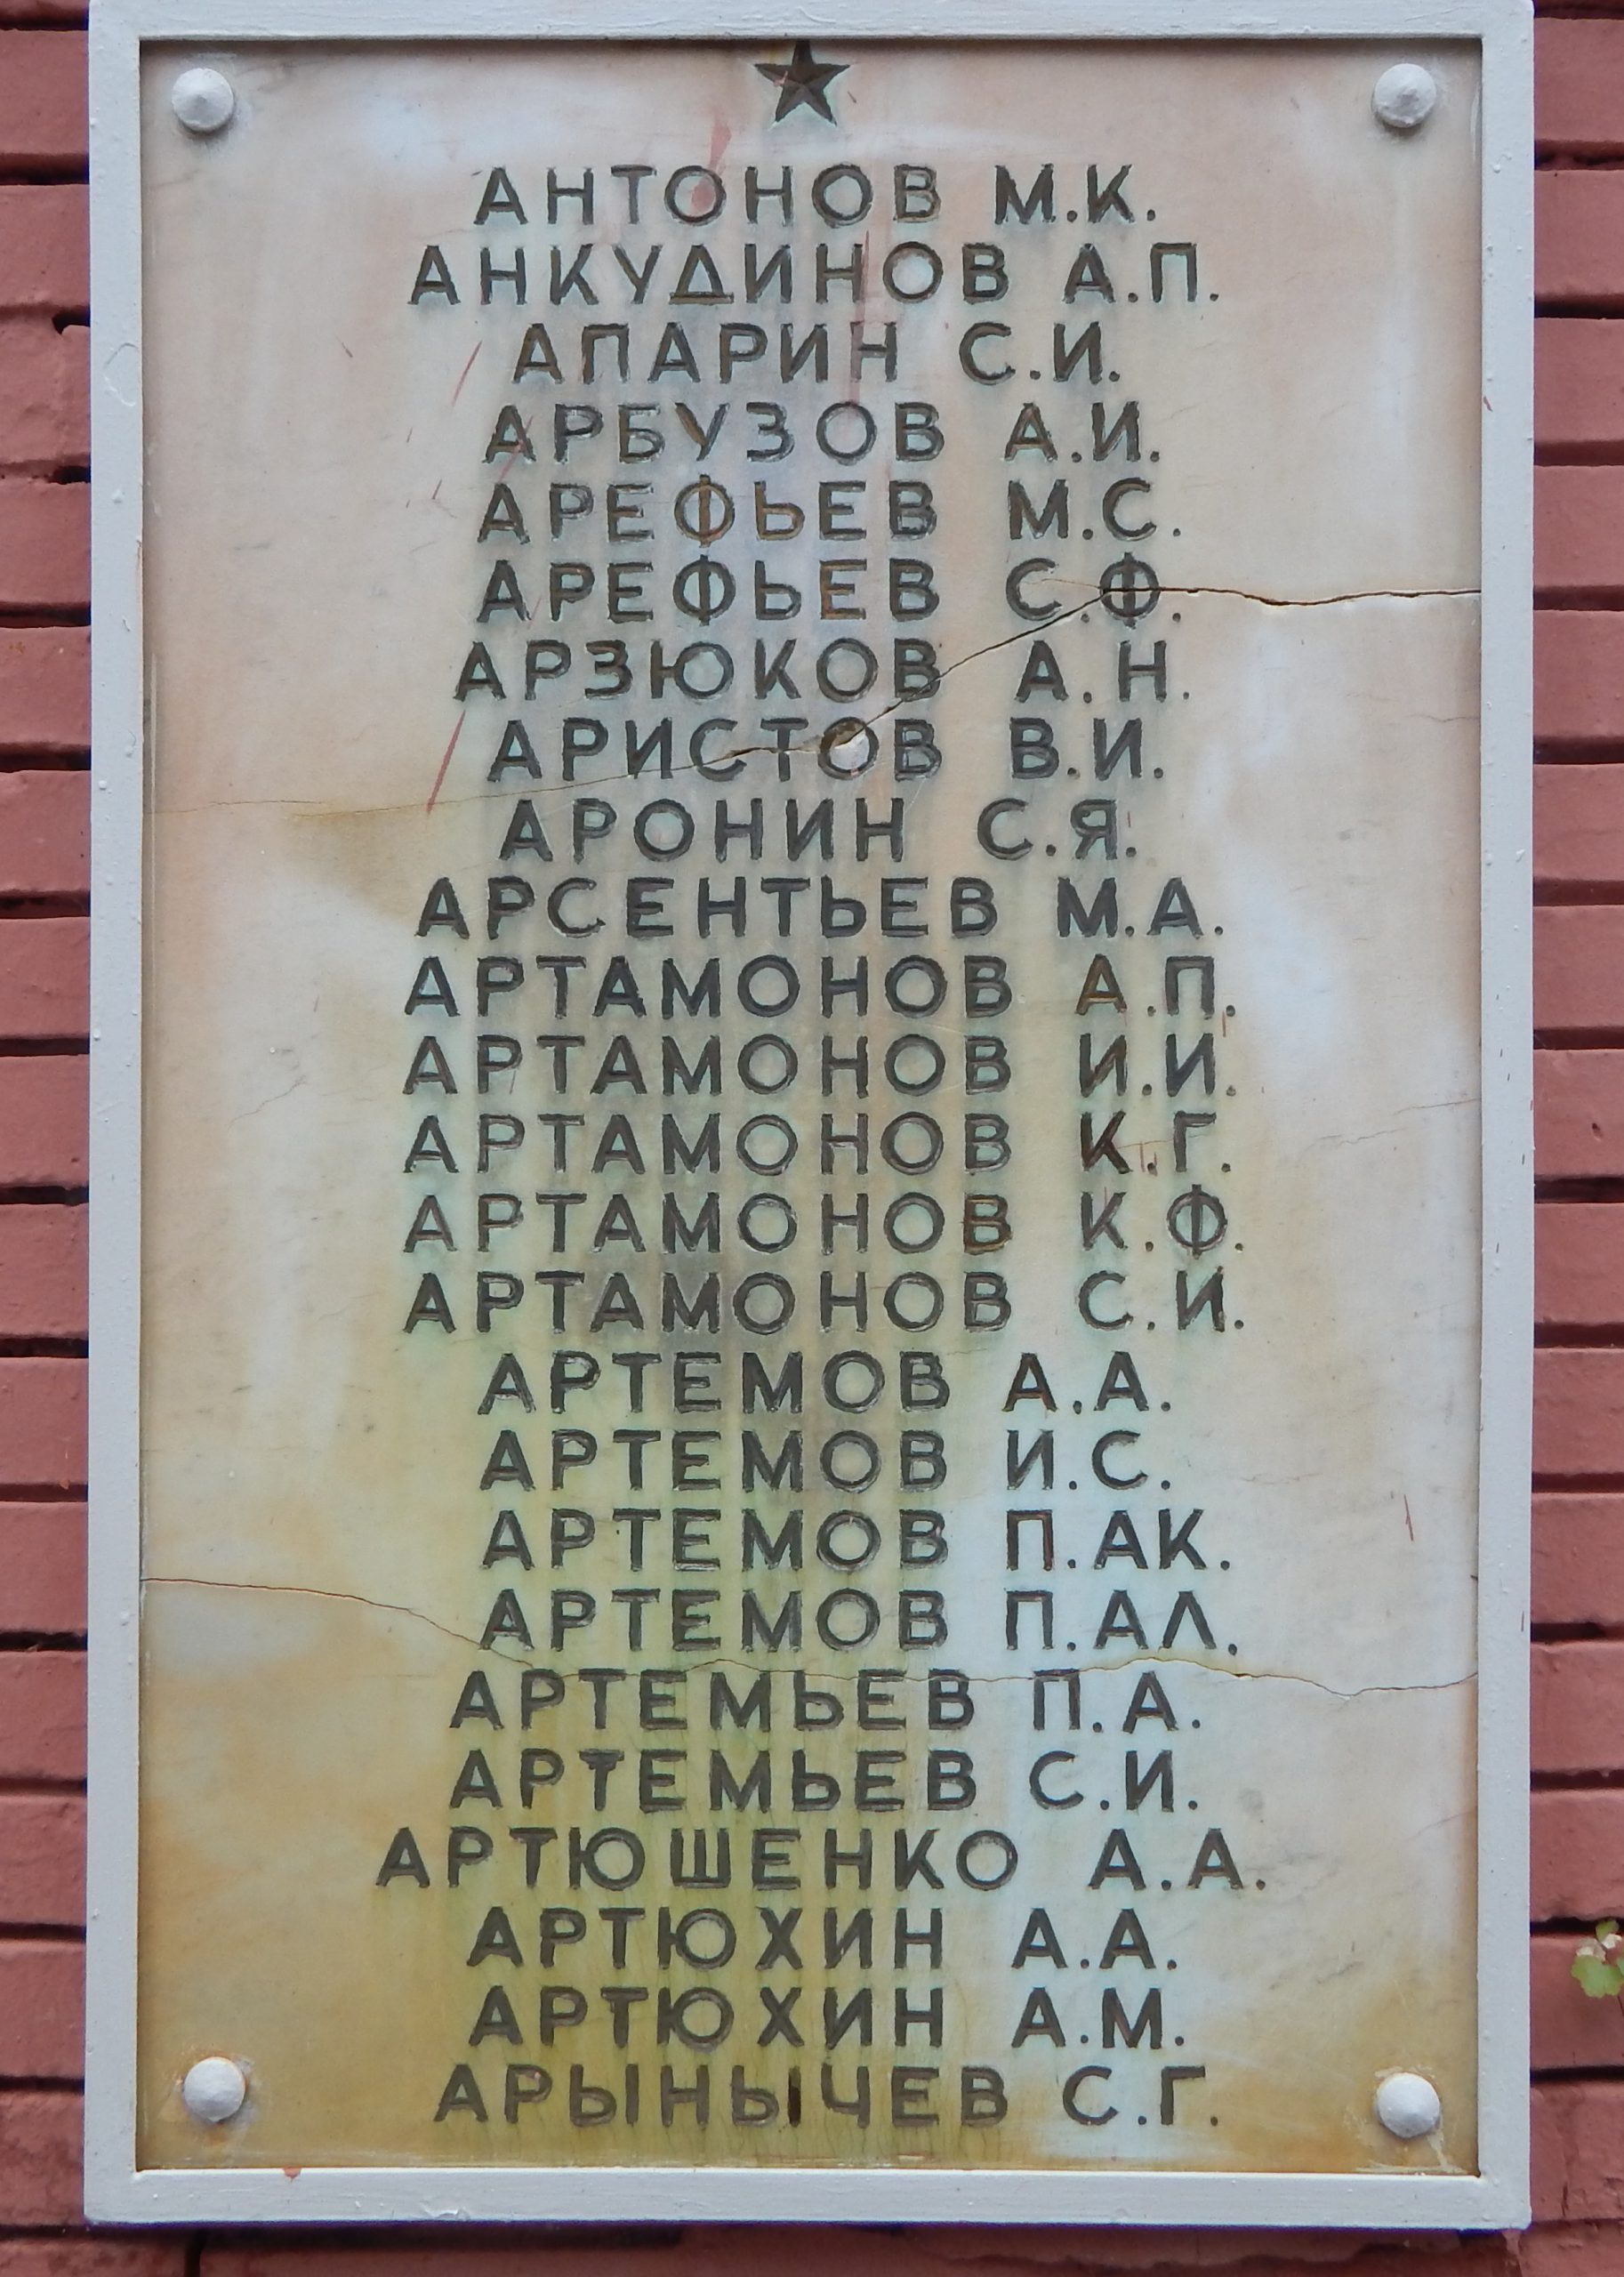 АНТОНОВ М.К.
АНКУДИНОВ А.П.
АПАРИН С.И.
АРБУЗОВ А.И.
АРЕФЬЕВ М.С.
АРЕФЬЕВ С.Ф.
АРЗЮКОВ А.Н.
АРИСТОВ В.И.
АРОНИН С.Я.
АРСЕНТЬЕВ М.А.
АРТАМОНОВ А.П.
АРТАМОНОВ И.И.
АРТАМОНОВ К.Г.
АРТАМОНОВ К.Ф.
АРТАМОНОВ С.И.
АРТЕМОВ А.А.
АРТЕМОВ И.С.
АРТЕМОВ П.АК.
АРТЕМОВ П.АЛ.
АРТЕМЬЕВ П.А.
АРТЕМЬЕВ С.И.
АРТЮШЕНКО А.А.
АРТЮХИН А.А.
АРТЮХИН А.М.
АРЫНЫЧЕВ С.Г.